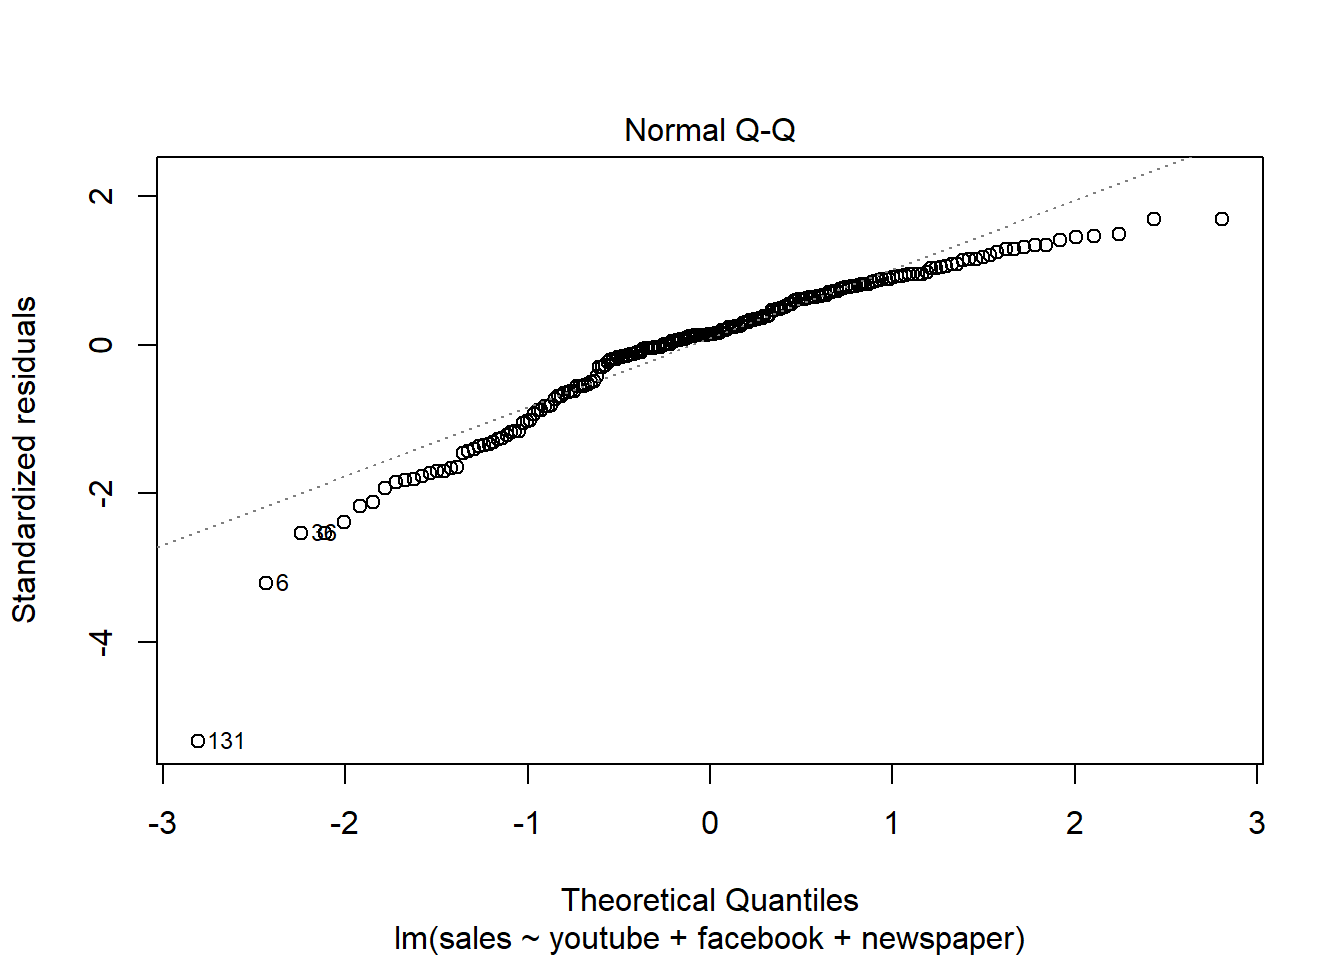 Normal Q-Q
Standardized residuals
2
0
-2
-4
36
6
131
-3 -2 -1 0 1 2 3
Theoretical Quantiles
lm(sales ~ youtube + facebook + newspaper)